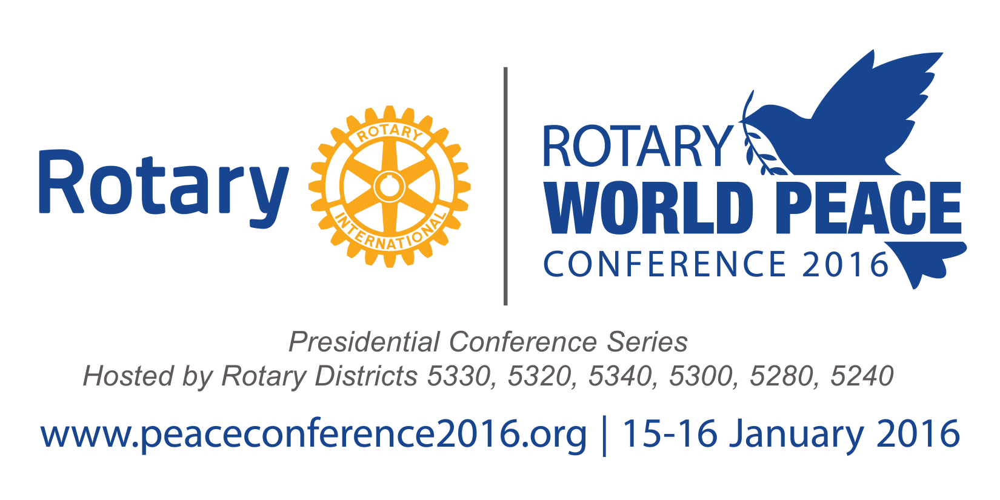 Rotary
ROTARY
INTERNATIONAL
ROTARY
WORLD PEACE
CONFERENCE 2016
Presidential Conference Series
Hosted by Rotary Districts 5330, 5320, 5340, 5300, 5280, 5240
www.peaceconference2016.org | 15-16 January 2016